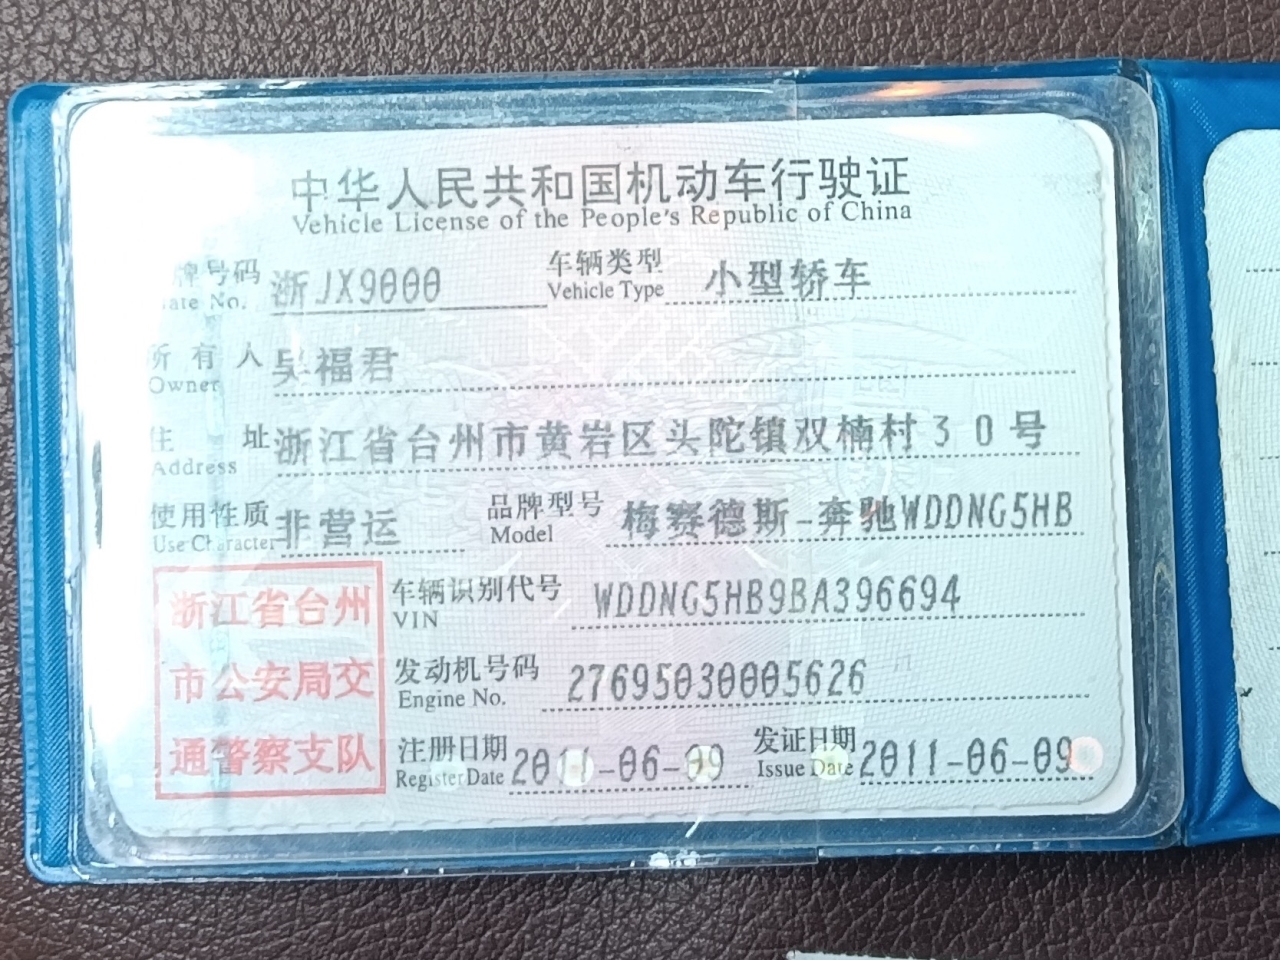 中华人民共和国机动车行驶证
Vehicle License of the People's Republic of China
牌号码 浙JX9000 车辆类型 小型轿车
ate No. Vehicle Type
所有人 吴福君
Owner
住址 浙江省台州市黄岩区头陀镇双楠村30号
Address
使用性质 非营运 品牌型号 梅赛德斯-奔驰WDDNG5HB
Use Character Model
浙江省台州
市公安局交
通警察支队
车辆识别代号 WDDNG5HB9BA396694
VIN
发动机号码 27695030005626
Engine No.
注册日期 2011-06-09 发证日期 2011-06-09
Register Date Issue Date